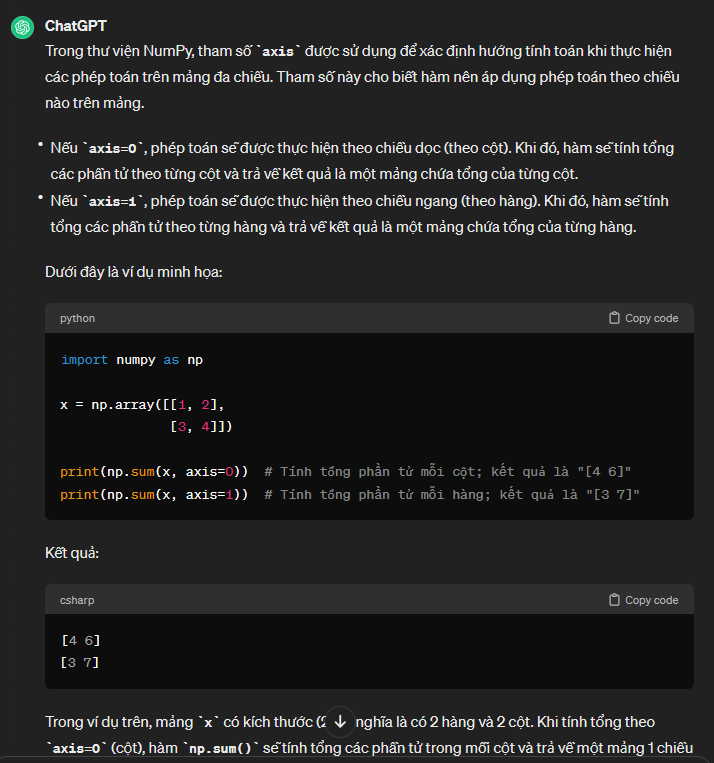 ChatGPT
Trong thư viện NumPy, tham số `axis` được sử dụng để xác định hướng tính toán khi thực hiện
các phép toán trên mảng đa chiều. Tham số này cho biết hàm nên áp dụng phép toán theo chiều
nào trên mảng.
• Nếu `axis=0`, phép toán sẽ được thực hiện theo chiều dọc (theo cột). Khi đó, hàm sẽ tính tổng
các phần tử theo từng cột và trả về kết quả là một mảng chứa tổng của từng cột.
• Nếu `axis=1`, phép toán sẽ được thực hiện theo chiều ngang (theo hàng). Khi đó, hàm sẽ tính
tổng các phần tử theo từng hàng và trả về kết quả là một mảng chứa tổng của từng hàng.
Dưới đây là ví dụ minh họa:
python Copy code
import numpy as np
x = np.array([[1, 2],
[3, 4]])
print(np.sum(x, axis=0)) # Tính tổng phần tử mỗi cột; kết quả là "[4 6]"
print(np.sum(x, axis=1)) # Tính tổng phần tử mỗi hàng; kết quả là "[3 7]"
Kết quả:
csharp Copy code
[4 6]
[3 7]
Trong ví dụ trên, mảng `x` có kích thước nghĩa là có 2 hàng và 2 cột. Khi tính tổng theo
`axis=0` (cột), hàm `np.sum()` sẽ tính tổng các phần tử trong mỗi cột và trả về một mảng 1 chiều